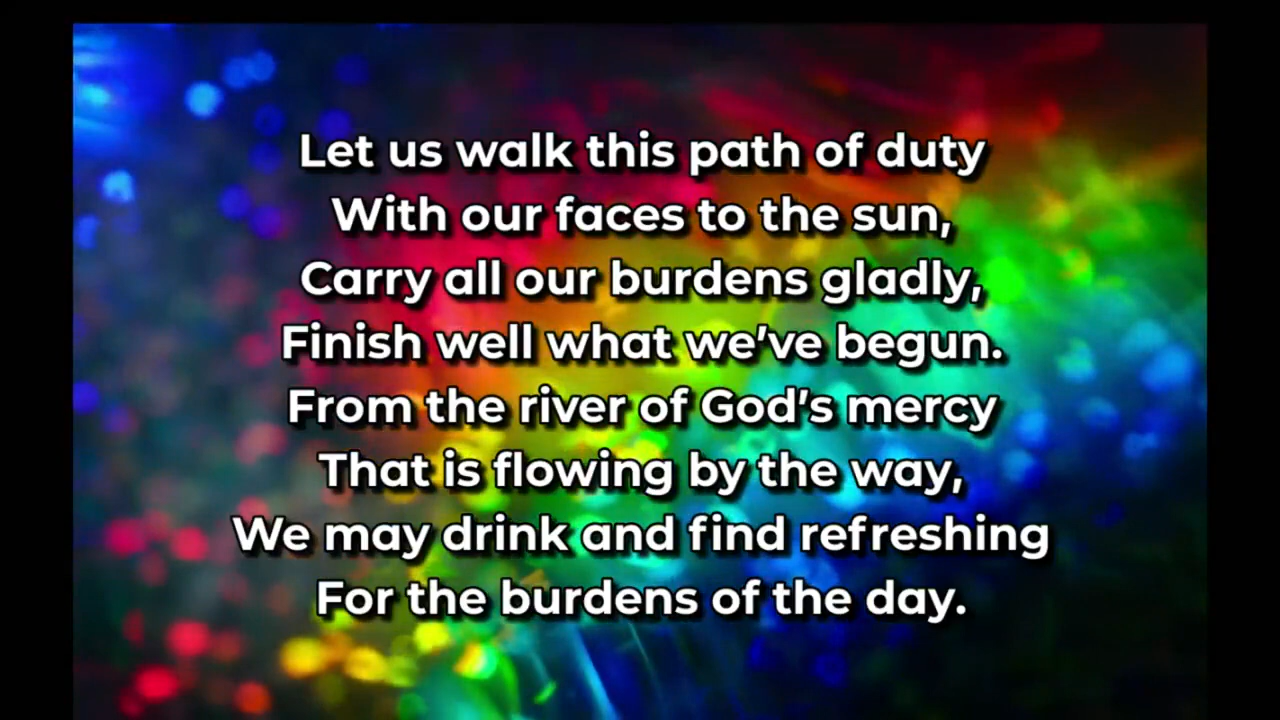 Let us walk this path of duty
With our faces to the sun,
Carry all our burdens gladly,
Finish well what we've begun.
From the river of God's mercy
That is flowing by the way,
We may drink and find refreshing
For the burdens of the day.